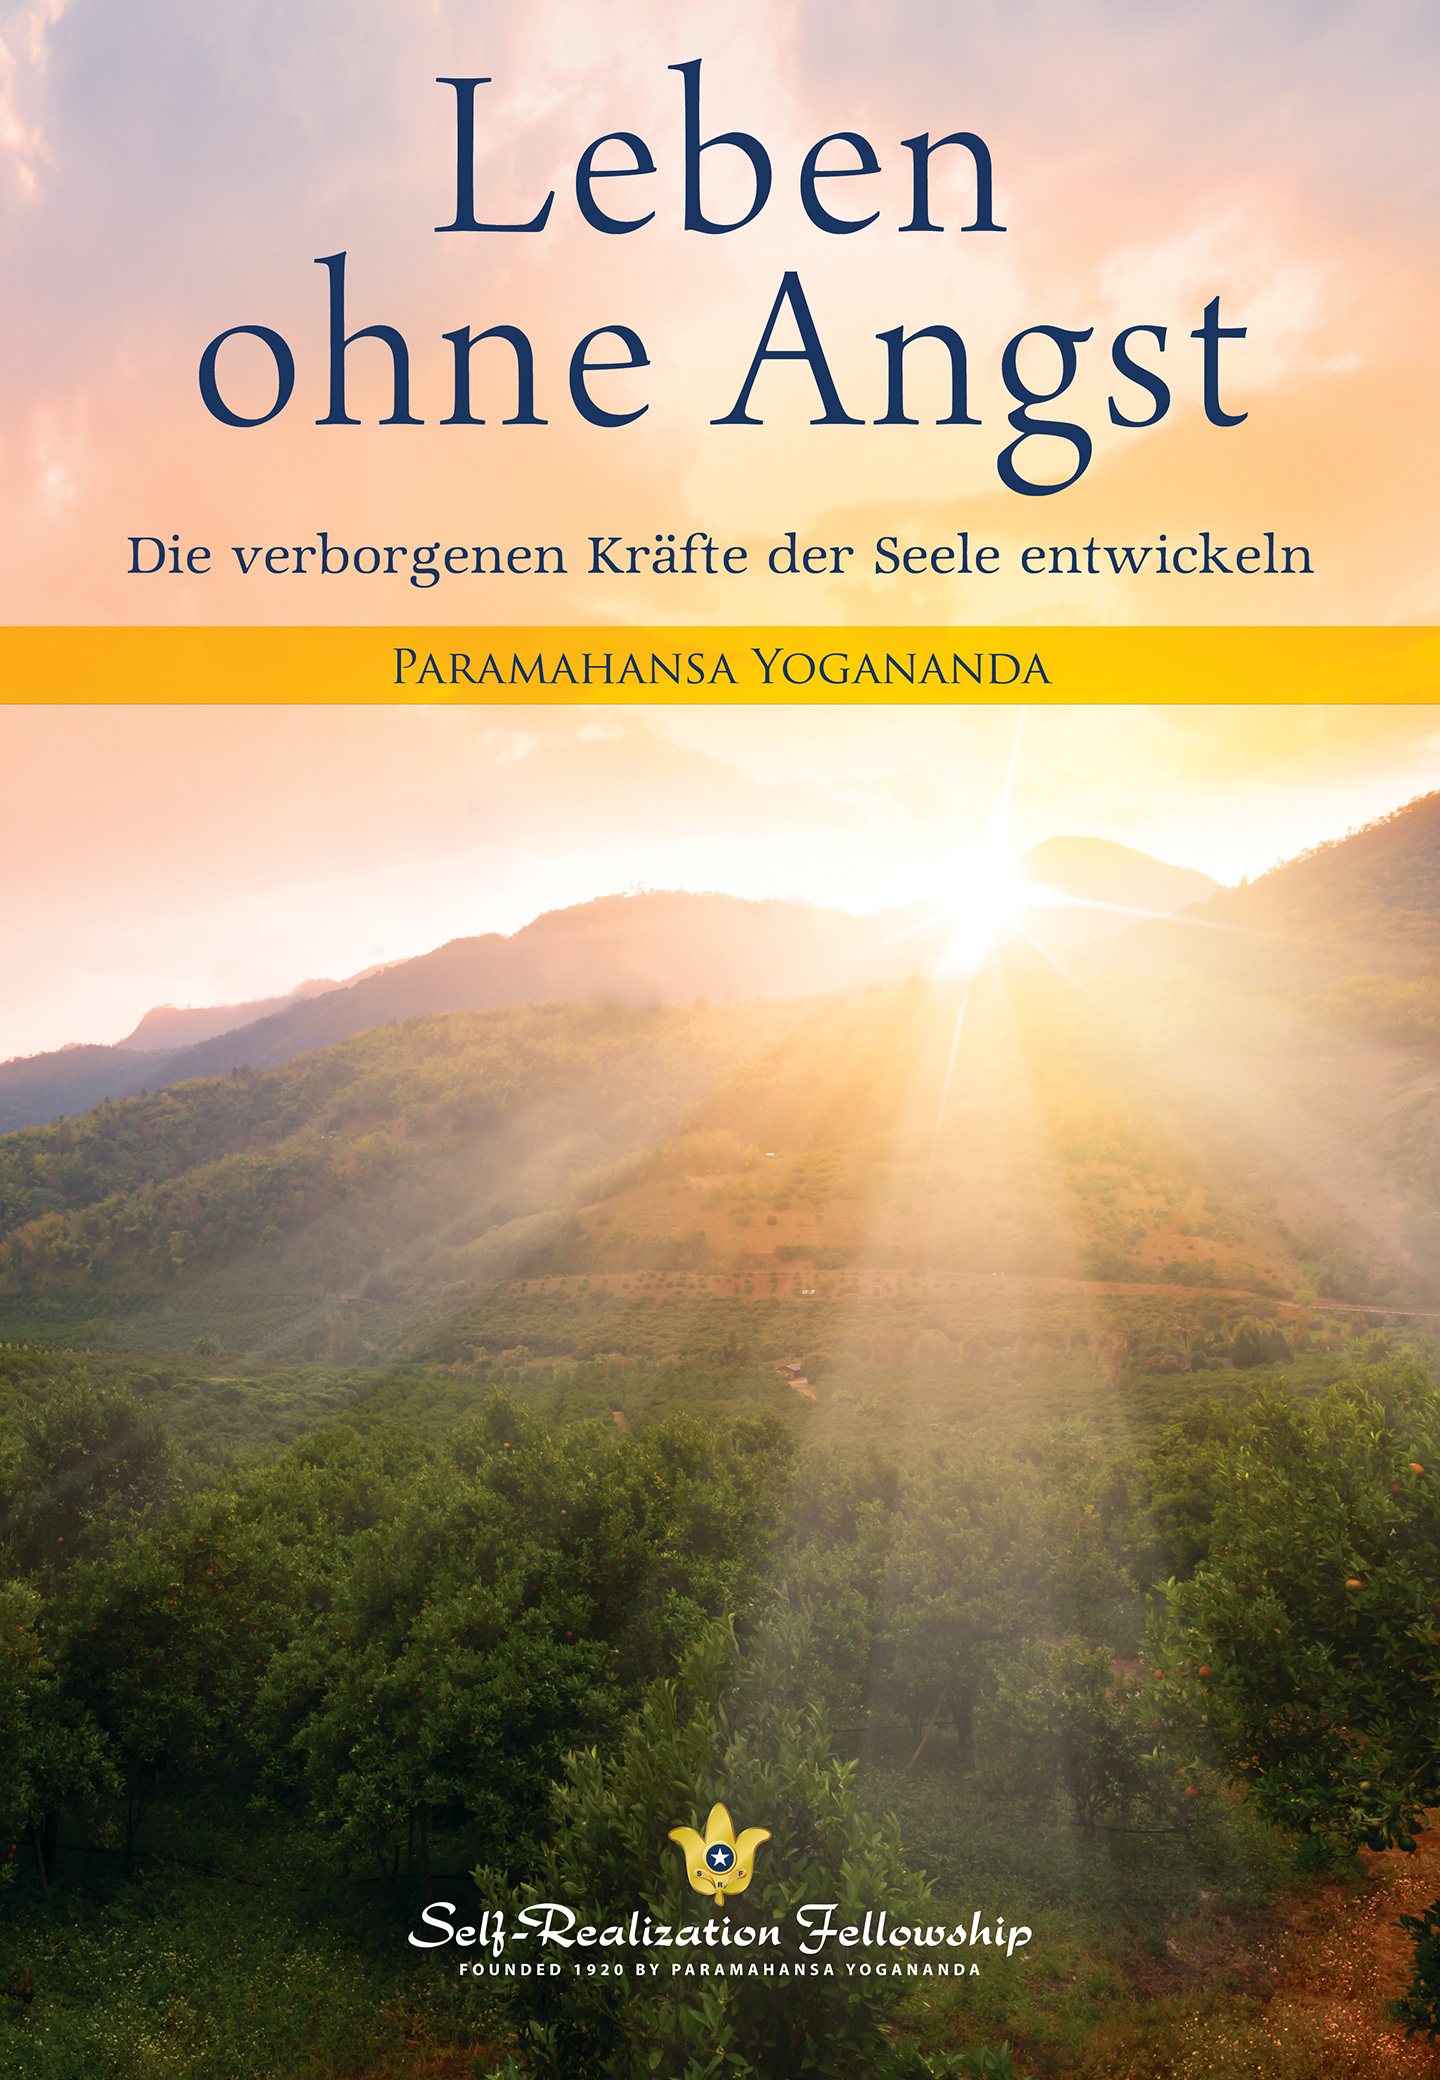 Leben
ohne Angst
Die verborgenen Kräfte der Seele entwickeln
PARAMAHANSA YOGANANDA
S R F
Self-Realization Fellowship
FOUNDED 1920 BY PARAMAHANSA YOGANANDA